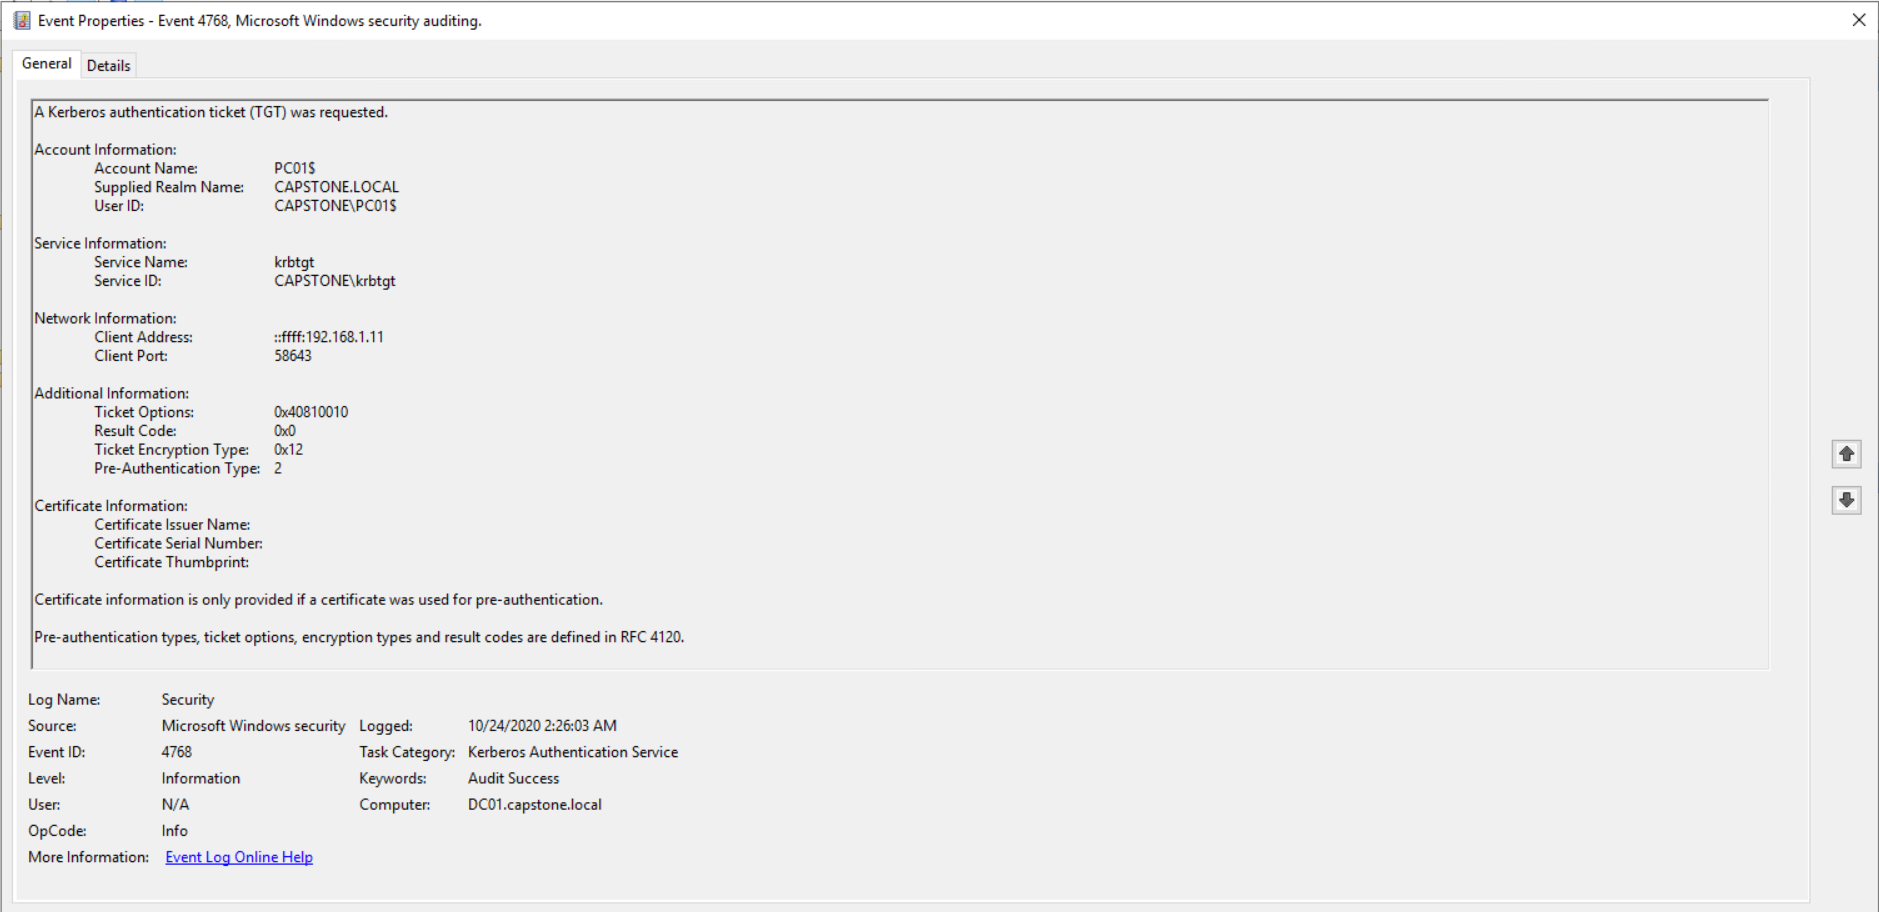 Event Properties - Event 4768, Microsoft Windows security auditing.
General Details
A Kerberos authentication ticket (TGT) was requested.
Account Information:
Account Name: PC01$
Supplied Realm Name: CAPSTONE.LOCAL
User ID: CAPSTONE\PC01$
Service Information:
Service Name: krbtgt
Service ID: CAPSTONE\krbtgt
Network Information:
Client Address: ::ffff:192.168.1.11
Client Port: 58643
Additional Information:
Ticket Options: 0x40810010
Result Code: 0x0
Ticket Encryption Type: 0x12
Pre-Authentication Type: 2
Certificate Information:
Certificate Issuer Name:
Certificate Serial Number:
Certificate Thumbprint:
Certificate information is only provided if a certificate was used for pre-authentication.
Pre-authentication types, ticket options, encryption types and result codes are defined in RFC 4120.
Log Name: Security
Source: Microsoft Windows security Logged: 10/24/2020 2:26:03 AM
Event ID: 4768 Task Category: Kerberos Authentication Service
Level: Information Keywords: Audit Success
User: N/A Computer: DC01.capstone.local
OpCode: Info
More Information: Event Log Online Help